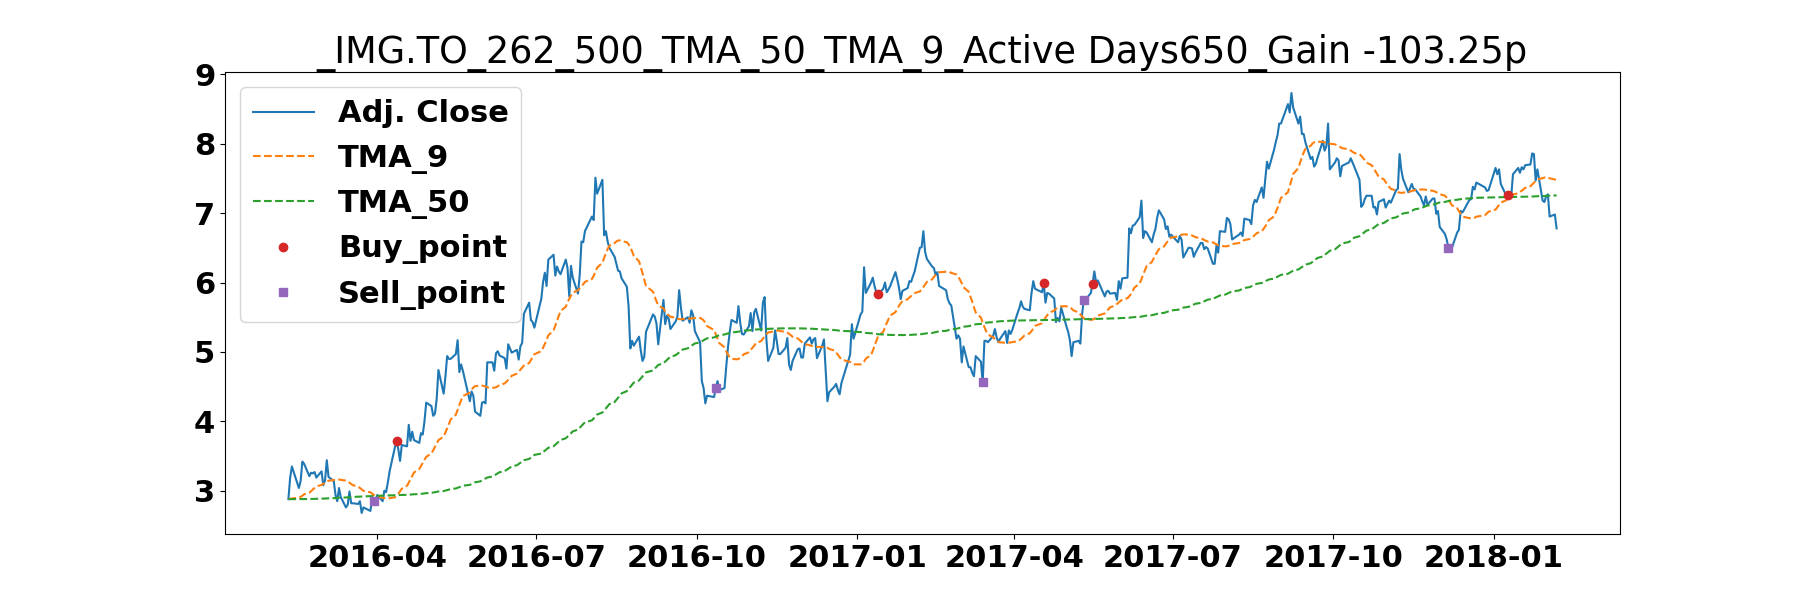 _IMG.TO_262_500_TMA_50_TMA_9_Active Days650_Gain -103.25p
9
8
7
6
5
4
3
Adj. Close
TMA_9
TMA_50
Buy_point
Sell_point
2016-04 2016-07 2016-10 2017-01 2017-04 2017-07 2017-10 2018-01